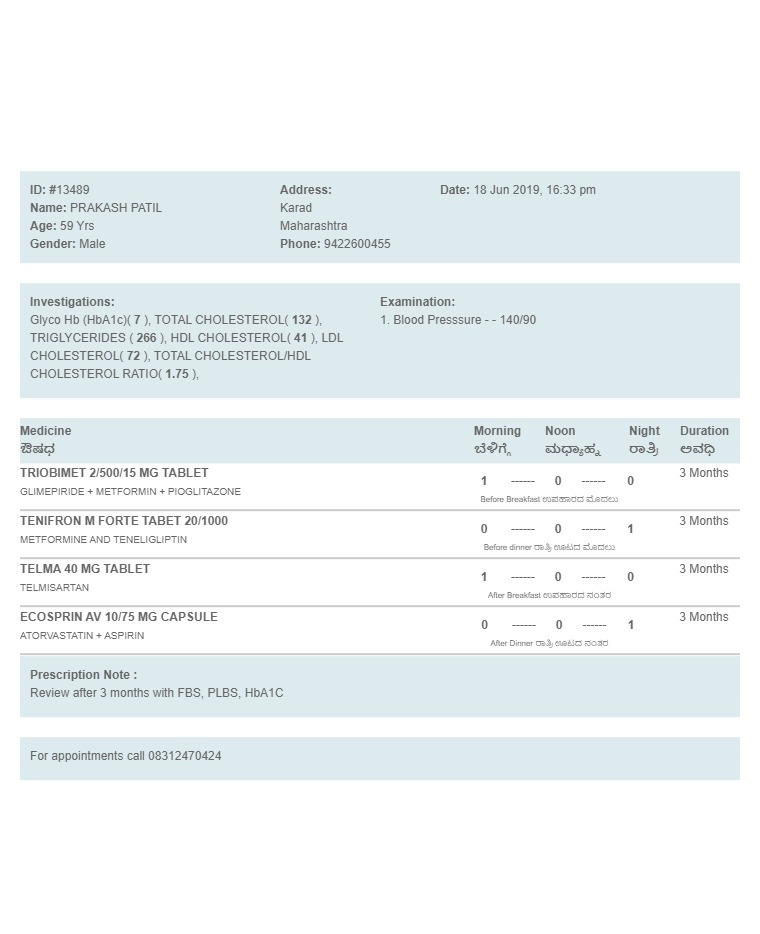 ID: #13489
Name: PRAKASH PATIL
Age: 59 Yrs
Gender: Male
Address:
Karad
Maharashtra
Phone: 9422600455
Date: 18 Jun 2019, 16:33 pm
Investigations:
Glyco Hb (HbA1c)( 7 ), TOTAL CHOLESTEROL( 132 ),
TRIGLYCERIDES ( 266 ), HDL CHOLESTEROL( 41 ), LDL
CHOLESTEROL( 72 ), TOTAL CHOLESTEROL/HDL
CHOLESTEROL RATIO( 1.75 ),
Examination:
1. Blood Presssure - - 140/90
Medicine Morning Noon Night Duration
ಔಷಧ ಬೆಳಿಗ್ಗೆ ಮಧ್ಯಾಹ್ನ ರಾತ್ರಿ ಅವಧಿ
TRIOBIMET 2/500/15 MG TABLET 1 ------ 0 ------ 0 3 Months
GLIMEPIRIDE + METFORMIN + PIOGLITAZONE
Before Breakfast ಉಪಹಾರದ ಮೊದಲು
TENIFRON M FORTE TABET 20/1000 0 ------ 0 ------ 1 3 Months
METFORMINE AND TENELIGLIPTIN
Before dinner ರಾತ್ರಿ ಊಟದ ಮೊದಲು
TELMA 40 MG TABLET 1 ------ 0 ------ 0 3 Months
TELMISARTAN
After Breakfast ಉಪಹಾರದ ನಂತರ
ECOSPRIN AV 10/75 MG CAPSULE 0 ------ 0 ------ 1 3 Months
ATORVASTATIN + ASPIRIN
After Dinner ರಾತ್ರಿ ಊಟದ ನಂತರ
Prescription Note :
Review after 3 months with FBS, PLBS, HbA1C
For appointments call 08312470424